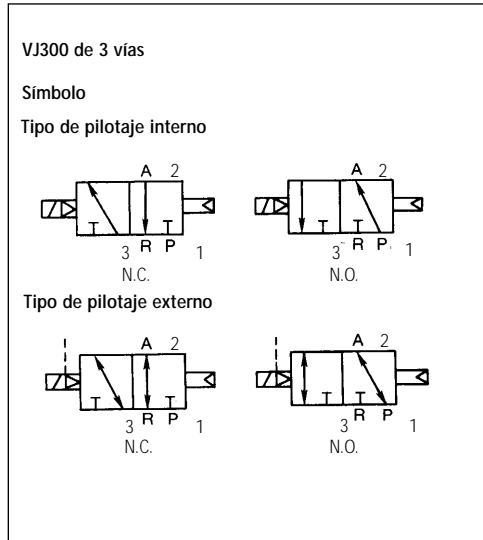 VJ300 de 3 vías
Símbolo
Tipo de pilotaje interno
A 2 A 2
3 R P 1 3 R P 1
N.C. N.O.
Tipo de pilotaje externo
A 2 A 2
3 R P 1 3 R P 1
N.C. N.O.